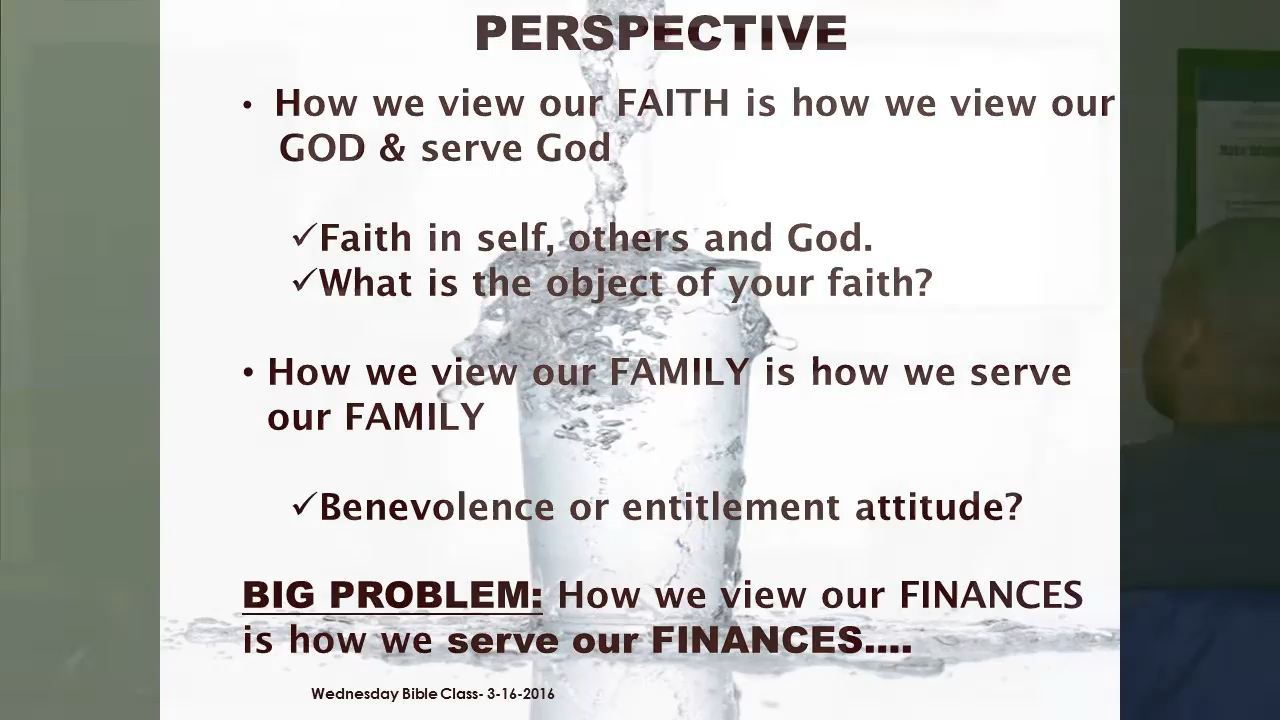 PERSPECTIVE
• How we view our FAITH is how we view our
GOD & serve God
✓Faith in self, others and God.
✓What is the object of your faith?
• How we view our FAMILY is how we serve
our FAMILY
✓Benevolence or entitlement attitude?
BIG PROBLEM: How we view our FINANCES
is how we serve our FINANCES....
Wednesday Bible Class- 3-16-2016